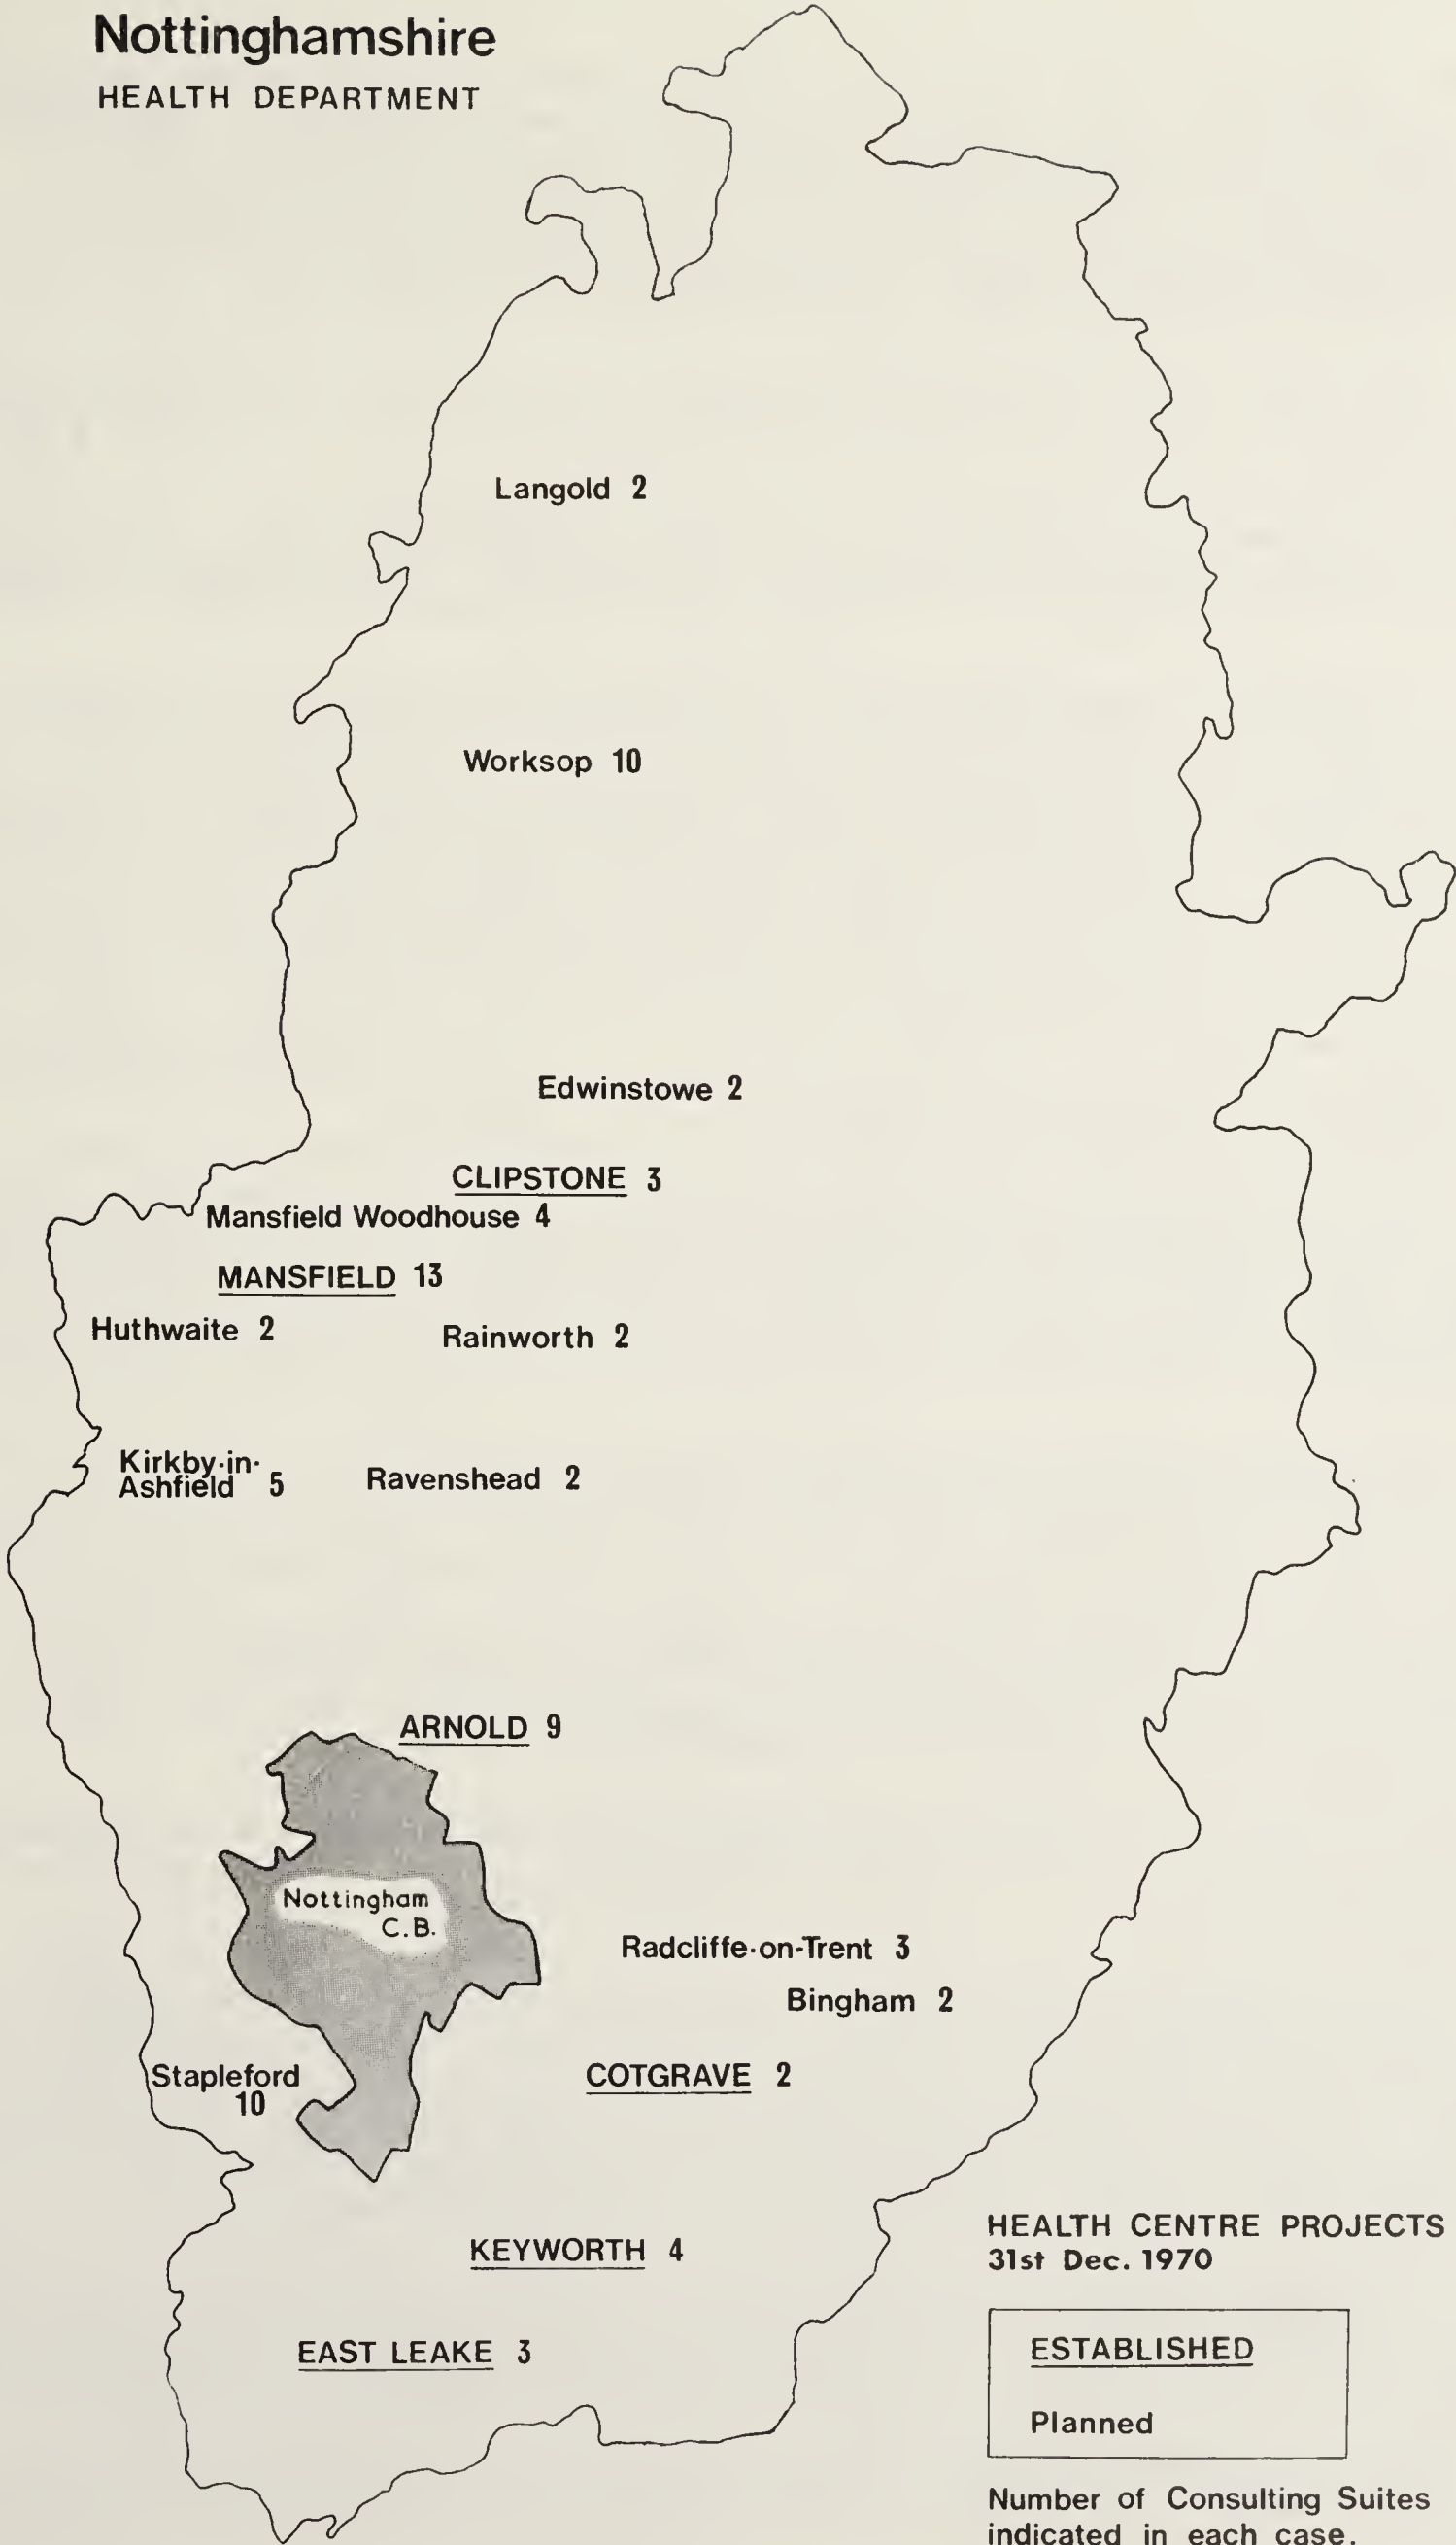 Nottinghamshire
HEALTH DEPARTMENT
Langold 2
Worksop 10
Edwinstowe 2
CLIPSTONE 3
Mansfield Woodhouse 4
MANSFIELD 13
Huthwaite 2
Rainworth 2
Kirkby-in-
Ashfield 5
Ravenshead 2
ARNOLD 9
Nottingham
C.B.
Radcliffe-on-Trent 3
Bingham 2
Stapleford
10
COTGRAVE 2
KEYWORTH 4
EAST LEAKE 3
HEALTH CENTRE PROJECTS
31st Dec. 1970
ESTABLISHED
Planned
Number of Consulting Suites
indicated in each case.